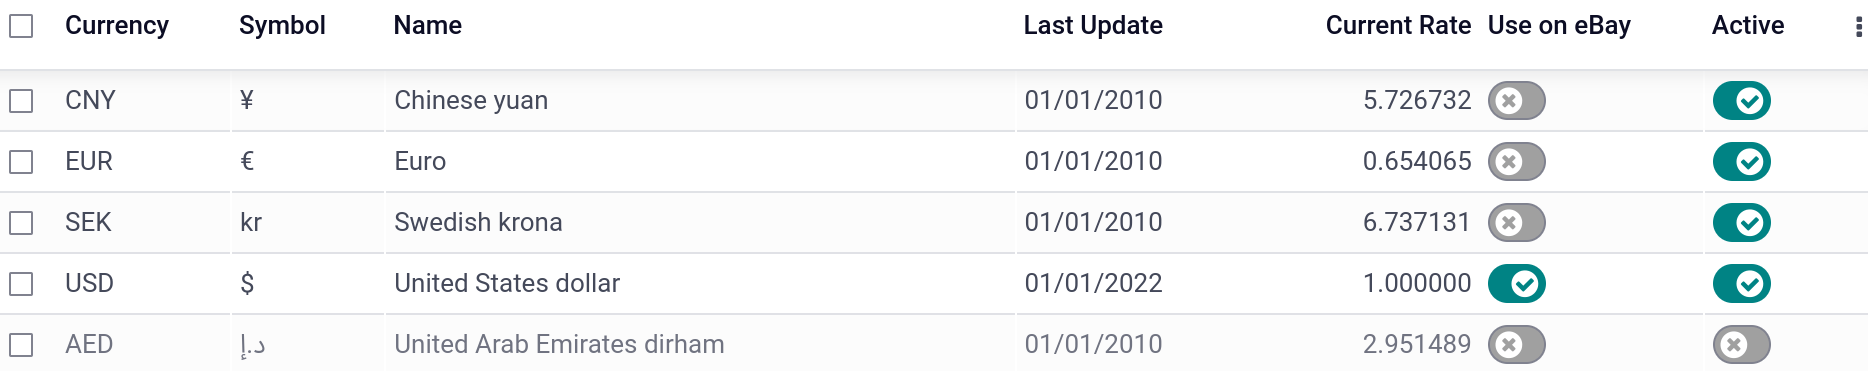 Currency Symbol Name Last Update Current Rate Use on eBay Active
CNY ¥ Chinese yuan 01/01/2010 5.726732
EUR € Euro 01/01/2010 0.654065
SEK kr Swedish krona 01/01/2010 6.737131
USD $ United States dollar 01/01/2022 1.000000
AED د.إ United Arab Emirates dirham 01/01/2010 2.951489